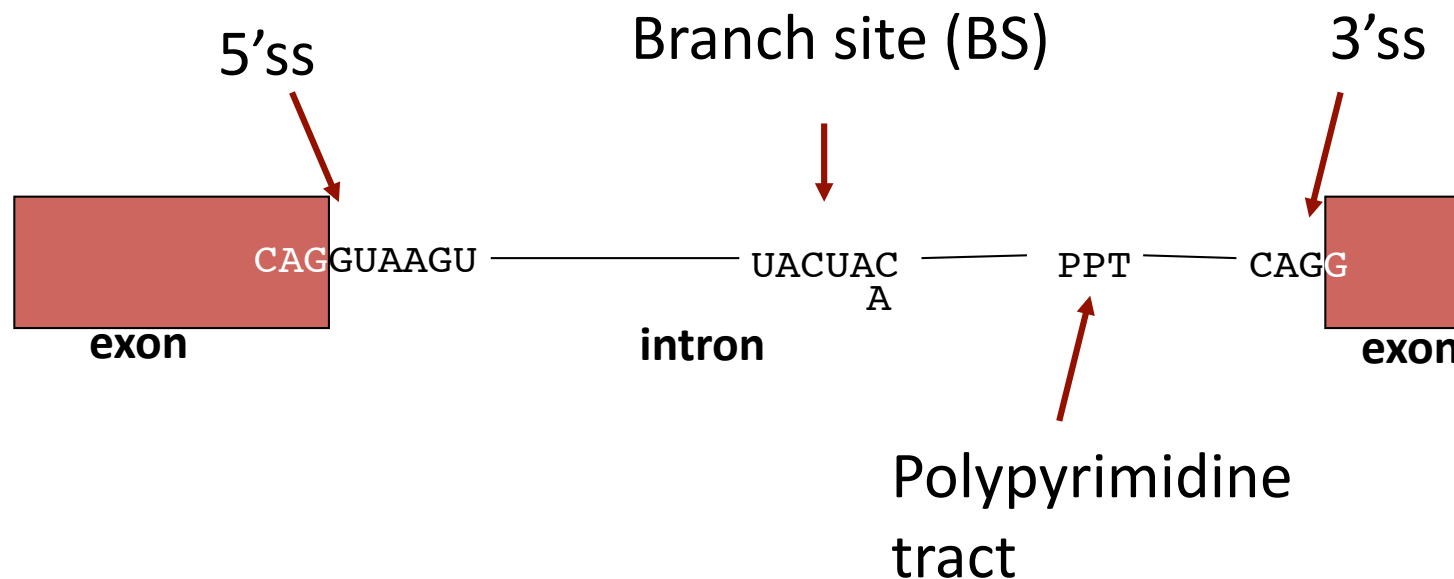 5’ss
Branch site (BS)
3’ss
CAGGUAAGU
UACUAC
A
PPT
CAGG
exon
intron
exon
Polypyrimidine
tract